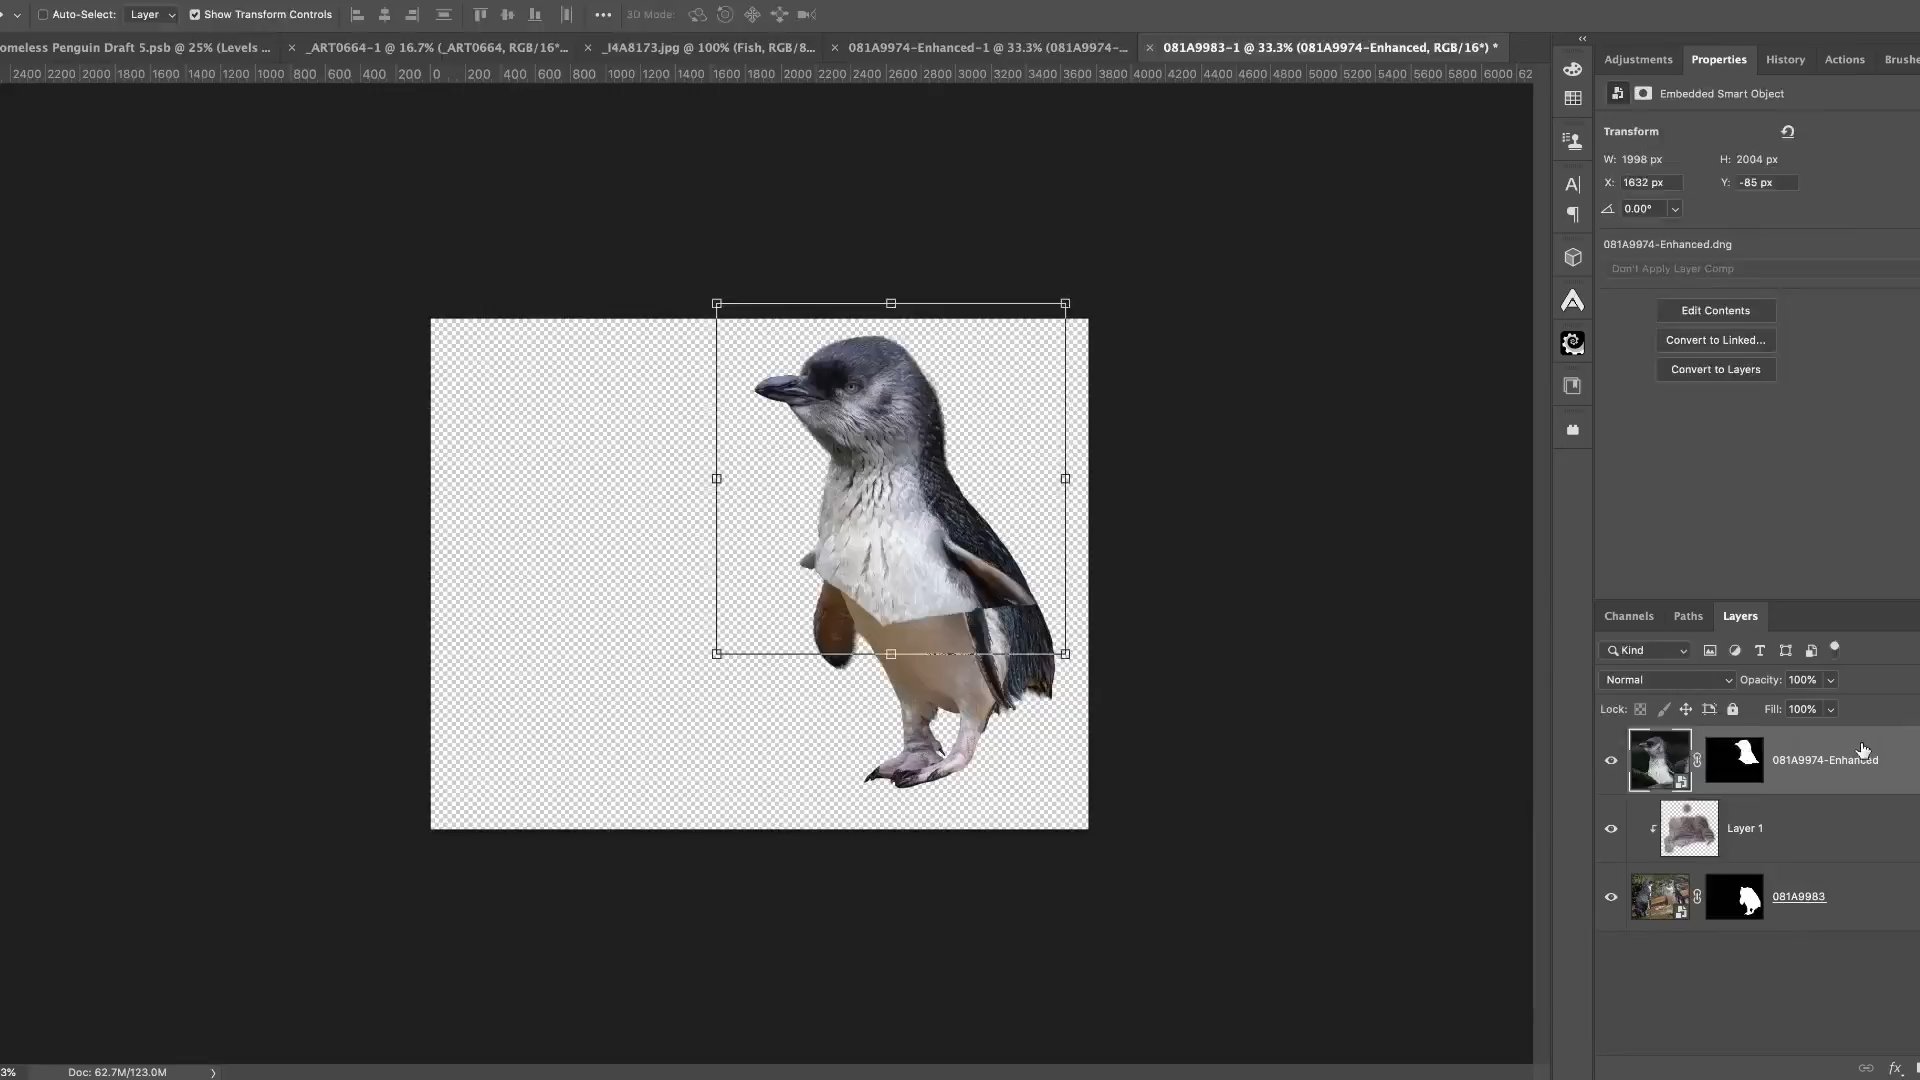 Auto-Select: Layer Show Transform Controls ••• 3D Mode:
omeless Penguin Draft 5.psb @ 25% (Levels ... × _ART0664-1 @ 16.7% (_ART0664, RGB/16*... × _I4A8173.jpg @ 100% (Fish, RGB/8... × 081A9974-Enhanced-1 @ 33.3% (081A9974-... × 081A9983-1 @ 33.3% (081A9974-Enhanced, RGB/16*) *
2400 2200 2000 1800 1600 1400 1200 1000 800 600 400 200 0 200 400 600 800 1000 1200 1400 1600 1800 2000 2200 2400 2600 2800 3000 3200 3400 3600 3800 4000 4200 4400 4600 4800 5000 5200 5400 5600 5800 6000 62
Adjustments Properties History Actions Brushe
Embedded Smart Object
Transform
W: 1998 px H: 2004 px
X: 1632 px Y: -85 px
0.00°
081A9974-Enhanced.dng
Don't Apply Layer Comp
Edit Contents
Convert to Linked...
Convert to Layers
Channels Paths Layers
Kind
Normal Opacity: 100%
Lock: Fill: 100%
081A9974-Enhanced
Layer 1
081A9983
3% Doc: 62.7M/123.0M
fx